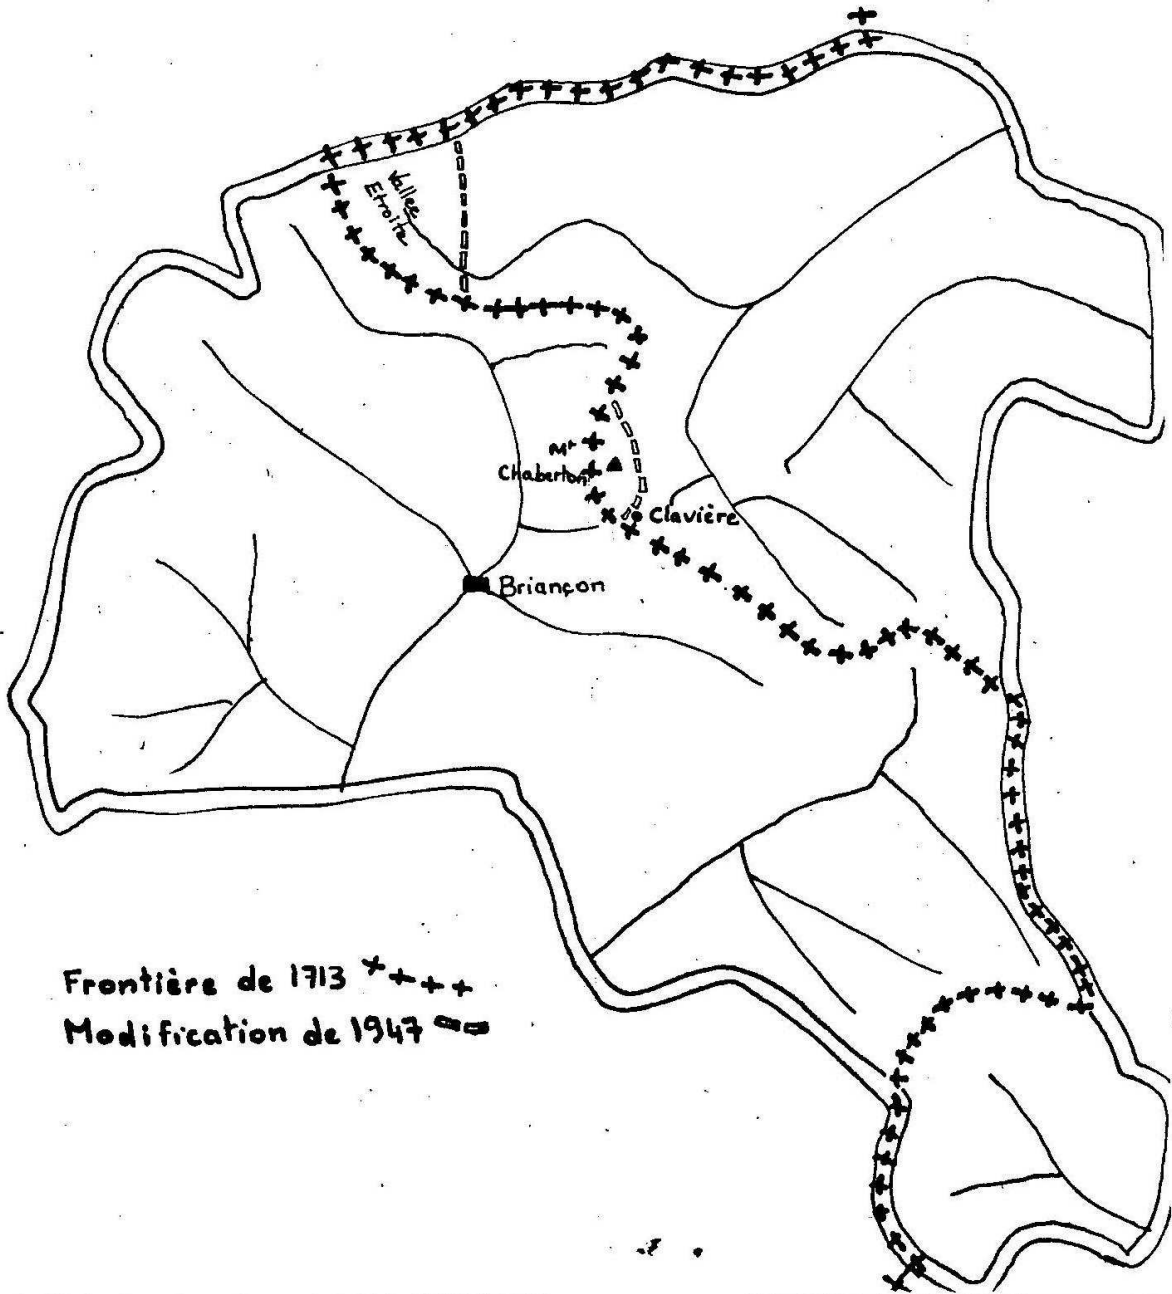 Vallée
Etroite
Mt
Chaberton
Clavière
Briançon
Frontière de 1713
Modification de 1947